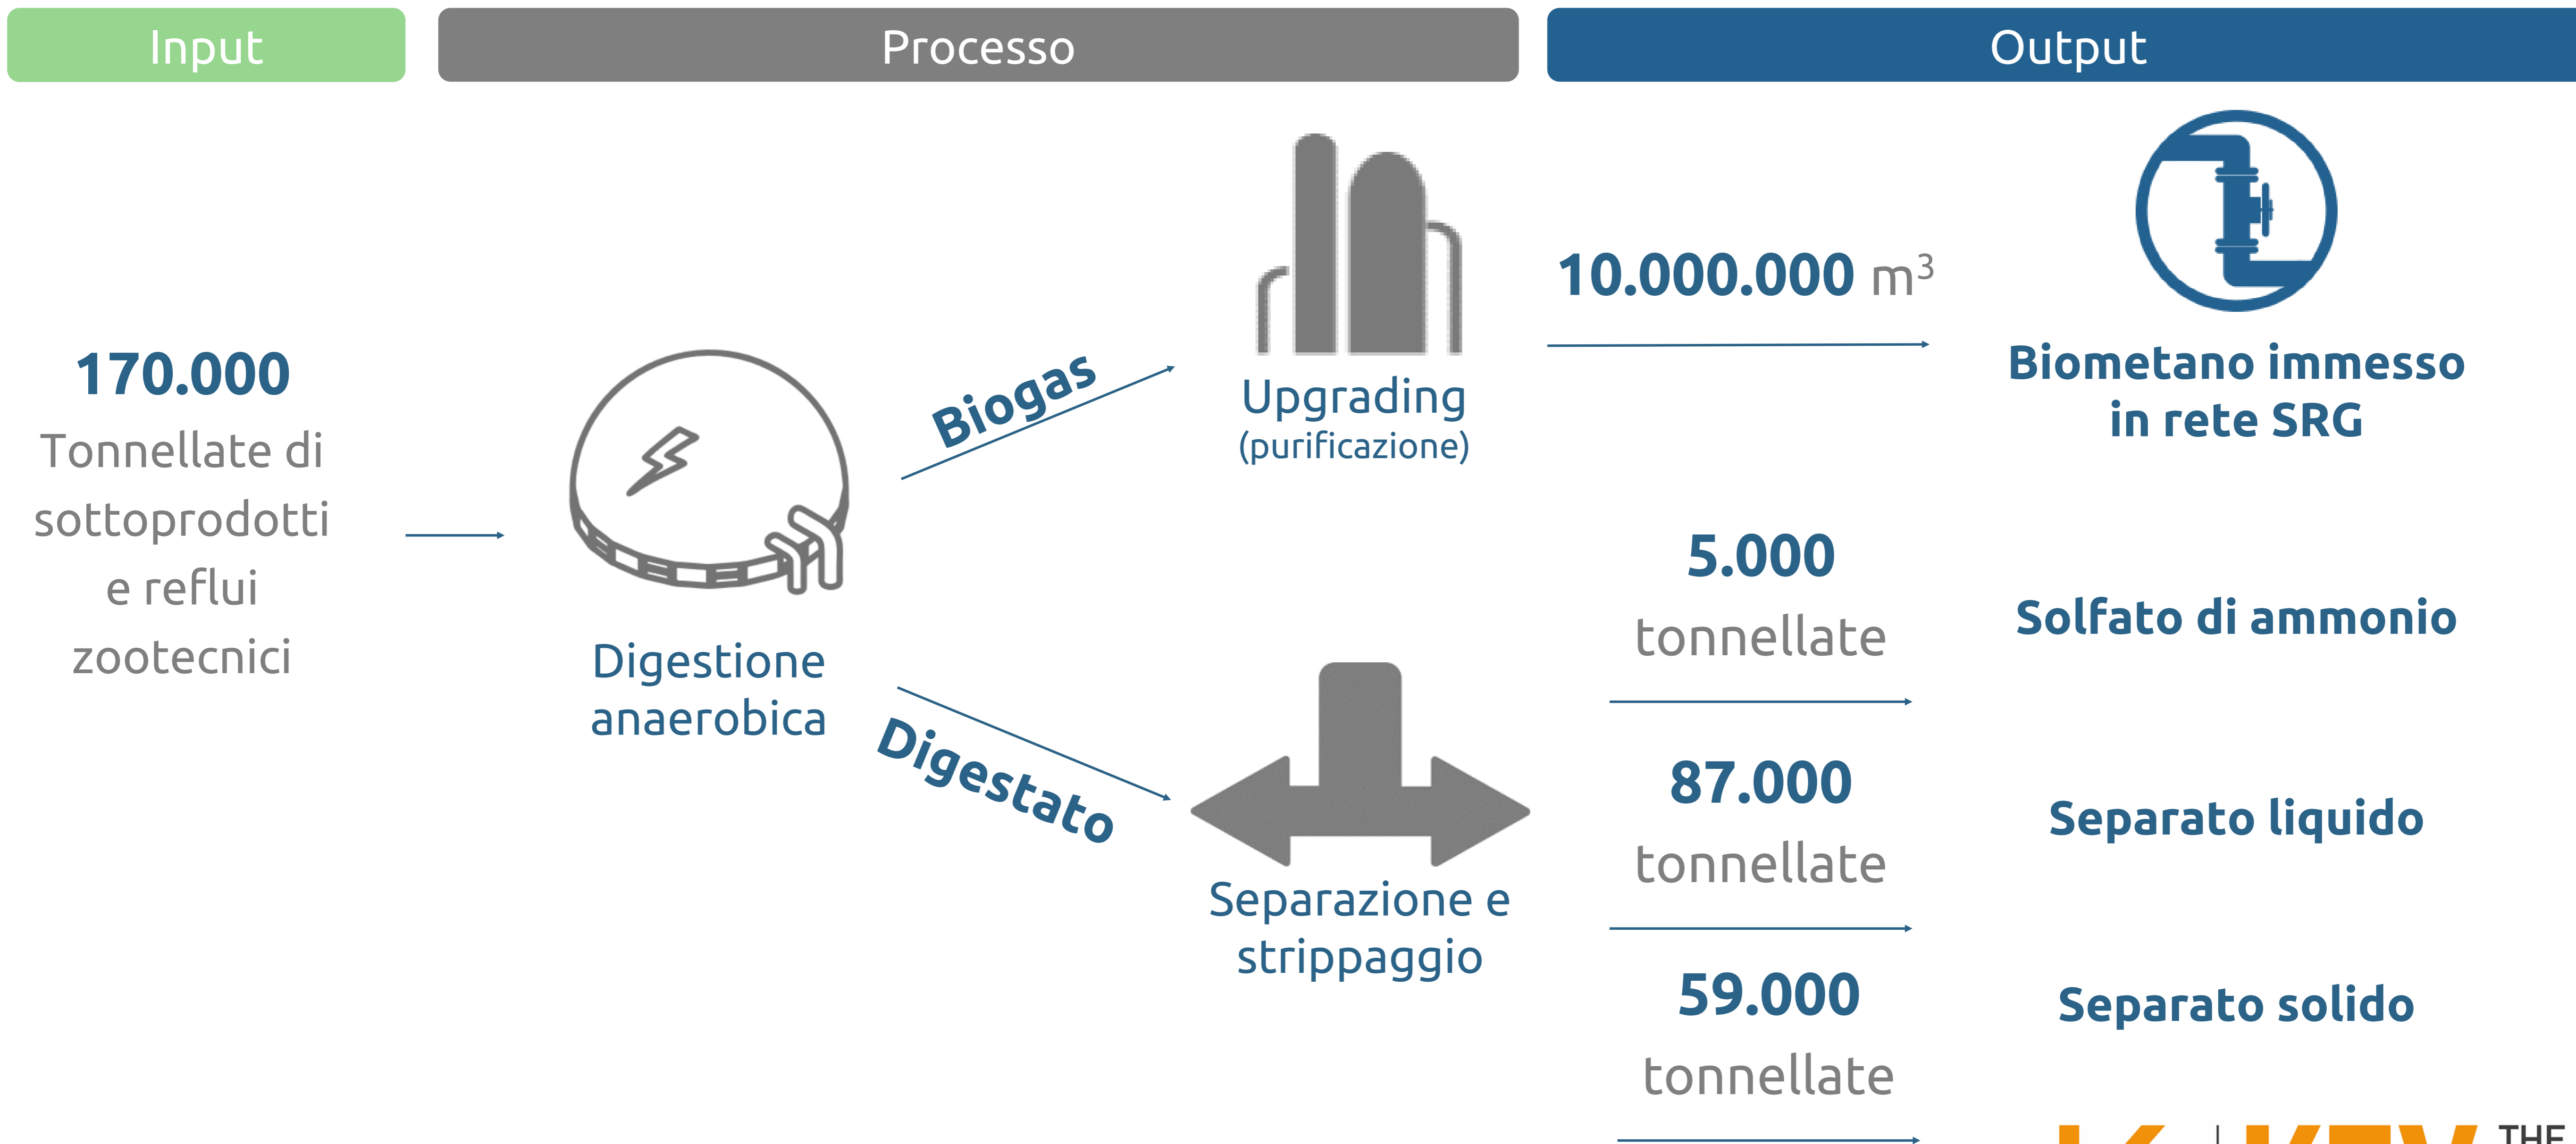 Input
Processo
Output
170.000
Tonnellate di
sottoprodotti
e reflui
zootecnici
Digestione
anaerobica
Biogas
Digestato
Upgrading
(purificazione)
Separazione e
strippaggio
10.000.000 m³
Biometano immesso
in rete SRG
5.000
tonnellate
Solfato di ammonio
87.000
tonnellate
Separato liquido
59.000
tonnellate
Separato solido
THE